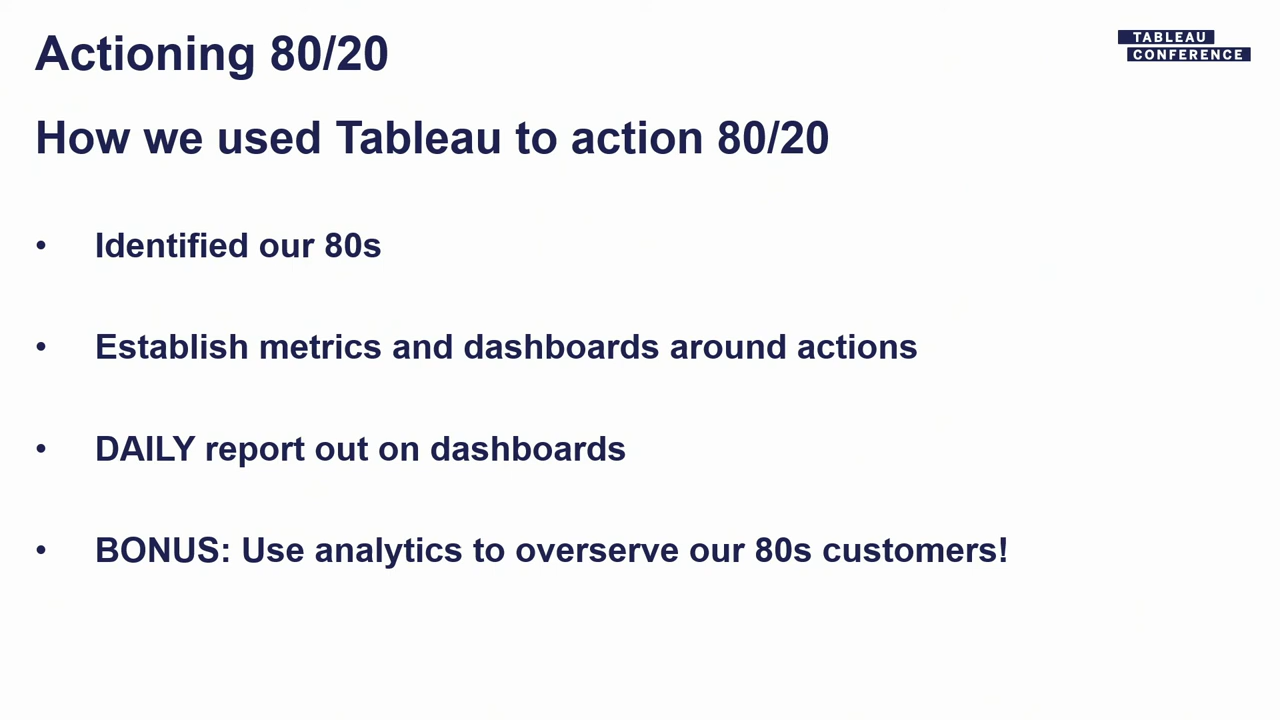 Actioning 80/20
TABLEAU
CONFERENCE
How we used Tableau to action 80/20
• Identified our 80s
• Establish metrics and dashboards around actions
• DAILY report out on dashboards
• BONUS: Use analytics to overserve our 80s customers!